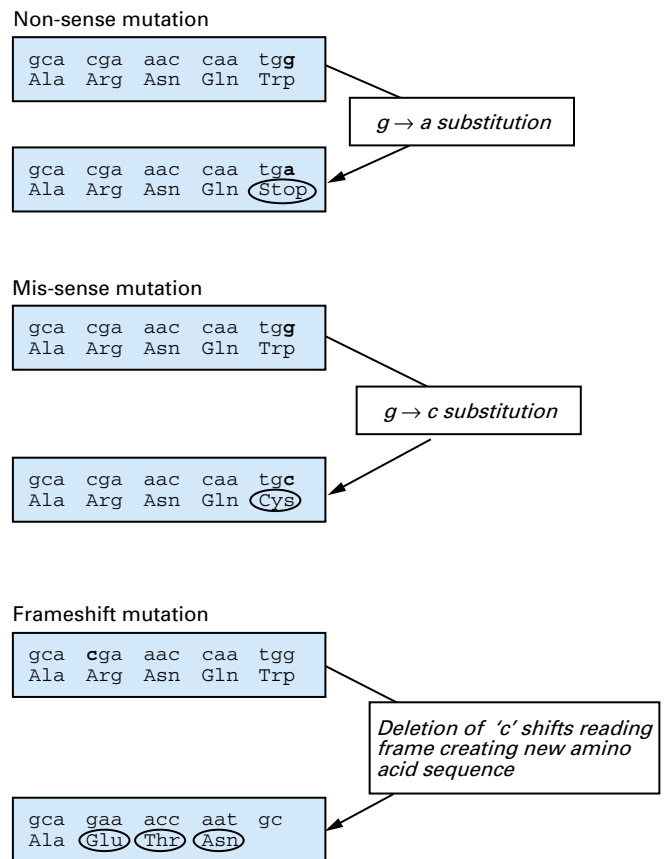 Non-sense mutation
gca cga aac caa tgg
Ala Arg Asn Gln Trp
g → a substitution
gca cga aac caa tga
Ala Arg Asn Gln Stop
Mis-sense mutation
gca cga aac caa tgg
Ala Arg Asn Gln Trp
g → c substitution
gca cga aac caa tgc
Ala Arg Asn Gln Cys
Frameshift mutation
gca cga aac caa tgg
Ala Arg Asn Gln Trp
Deletion of 'c' shifts reading
frame creating new amino
acid sequence
gca gaa acc aat gc
Ala Glu Thr Asn